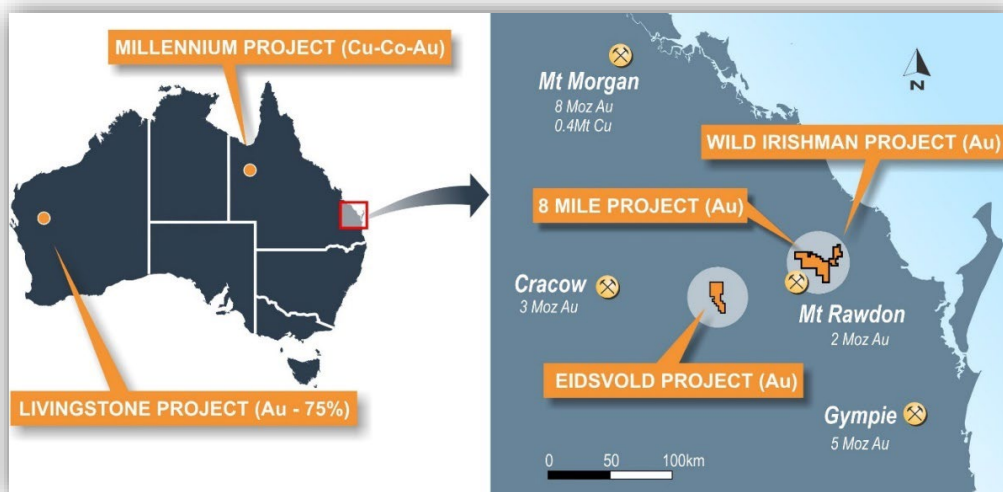 MILLENNIUM PROJECT (Cu-Co-Au)
LIVINGSTONE PROJECT (Au - 75%)
Mt Morgan
8 Moz Au
0.4Mt Cu
N
WILD IRISHMAN PROJECT (Au)
8 MILE PROJECT (Au)
Cracow
3 Moz Au
Mt Rawdon
2 Moz Au
EIDSVOLD PROJECT (Au)
Gympie
5 Moz Au
0 50 100km